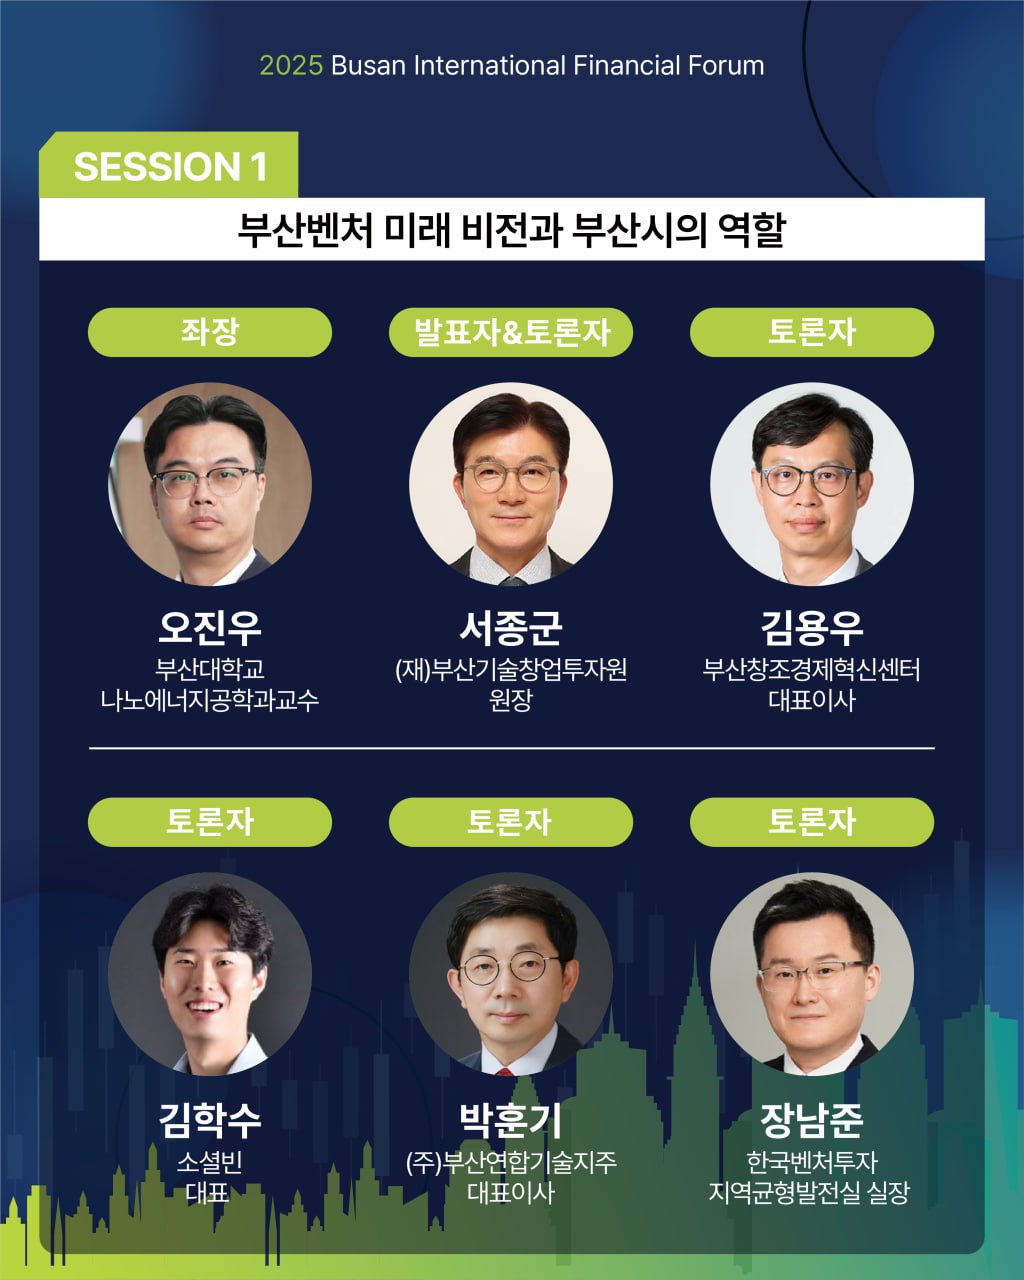 2025 Busan International Financial Forum
SESSION 1
부산벤처 미래 비전과 부산시의 역할
좌장
오진우
부산대학교
나노에너지공학과교수
발표자&토론자
서종군
(재)부산기술창업투자원
원장
토론자
김용우
부산창조경제혁신센터
대표이사
토론자
김학수
소셜빈
대표
토론자
박훈기
(주)부산연합기술지주
대표이사
토론자
장남준
한국벤처투자
지역균형발전실 실장